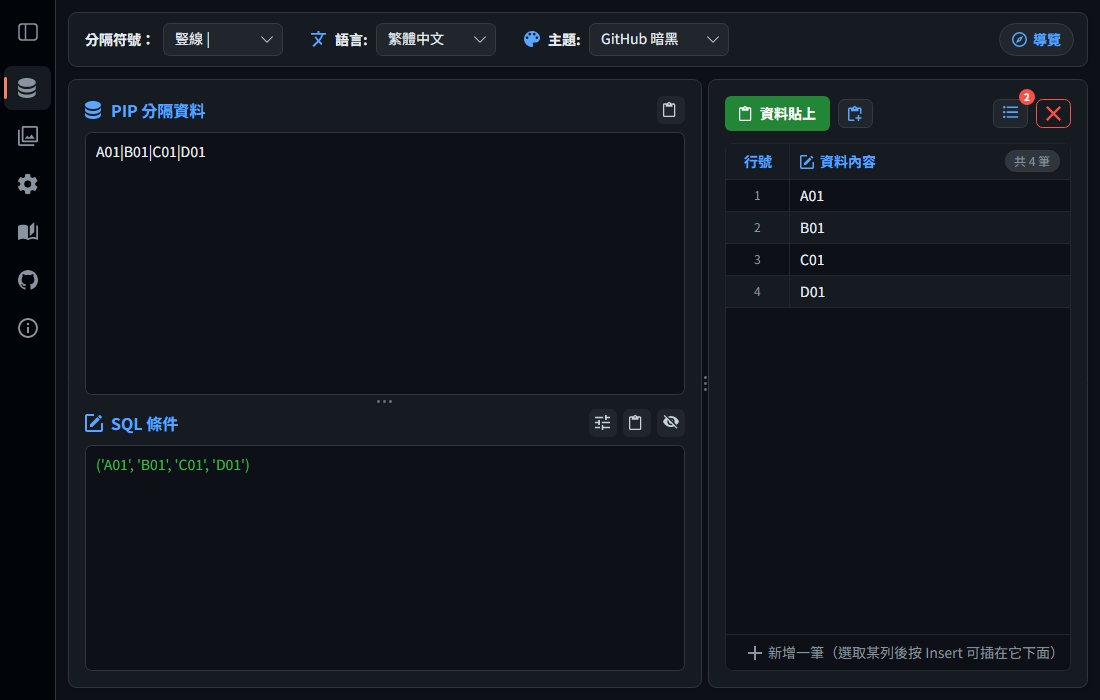 分隔符號：
豎線 |
語言:
繁體中文
主題:
GitHub 暗黑
導覽
PIP 分隔資料
A01|B01|C01|D01
SQL 條件
('A01', 'B01', 'C01', 'D01')
資料貼上
2
行號
資料內容
共 4 筆
1
A01
2
B01
3
C01
4
D01
新增一筆（選取某列後按 Insert 可插在它下面）